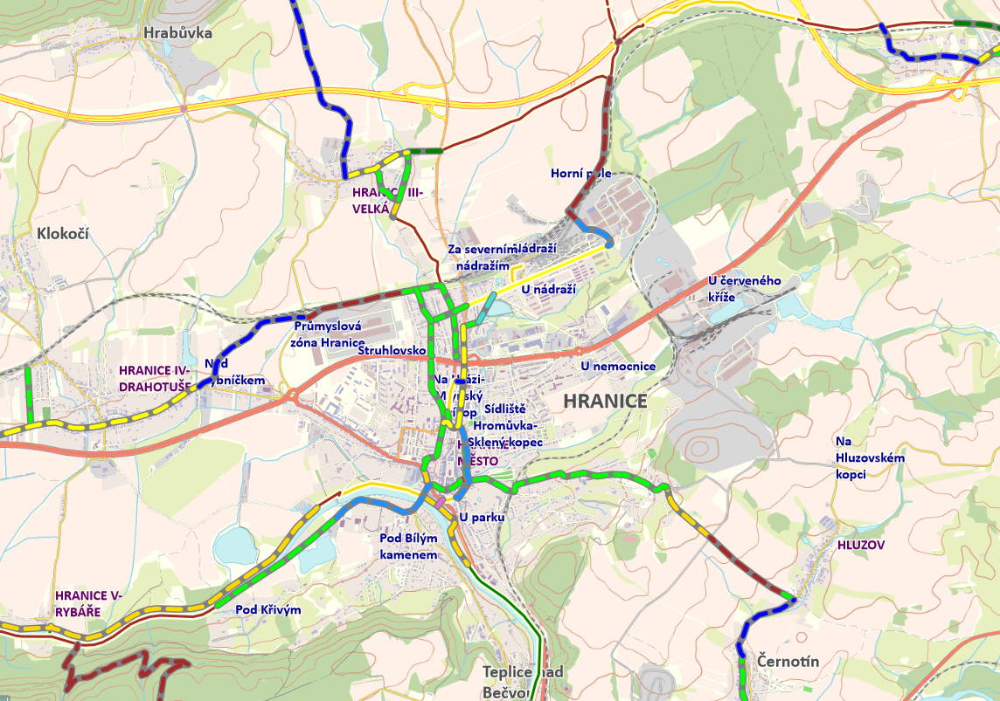 Hrabůvka
Horní pole
HRANICE III-
VELKÁ
Klokočí
Za severním
nádražím
Nádraží
U nádraží
U červeného
kříže
Průmyslová
zóna Hranice
Struhlovsko
HRANICE IV-
DRAHOTUŠE
Nad
U nemocnice
Sídliště
Hromůvka-
Sklený kopec
HRANICE
MĚSTO
Na
Hluzovském
kopci
U parku
Pod Bílým
kamenem
HLUZOV
HRANICE V-
RYBÁŘE
Pod Křivým
Černotín
Teplice nad
Bečvou